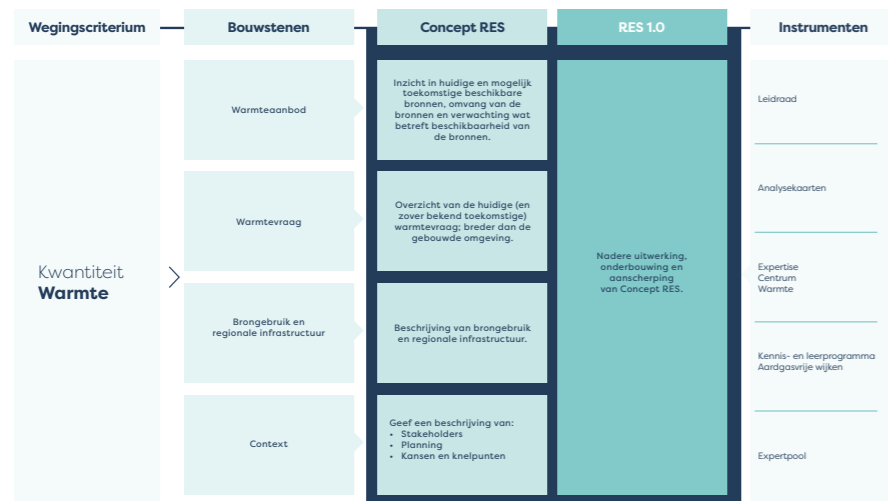 Wegingscriterium
Bouwstenen
Concept RES
RES 1.0
Instrumenten
Kwantiteit
Warmte
Warmteaanbod
Inzicht in huidige en mogelijk
toekomstige beschikbare
bronnen, omvang van de
bronnen en verwachting wat
betreft beschikbaarheid van
de bronnen.
Warmtevraag
Overzicht van de huidige (en
zover bekend toekomstige)
warmtevraag; breder dan de
gebouwde omgeving.
Brongebruik en
regionale infrastructuur
Beschrijving van brongebruik
en regionale infrastructuur.
Context
Geef een beschrijving van:
• Stakeholders
• Planning
• Kansen en knelpunten
Nadere uitwerking,
onderbouwing en
aanscherping
van Concept RES.
Leidraad
Analysekaarten
Expertise
Centrum
Warmte
Kennis- en leerprogramma
Aardgasvrije wijken
Expertpool